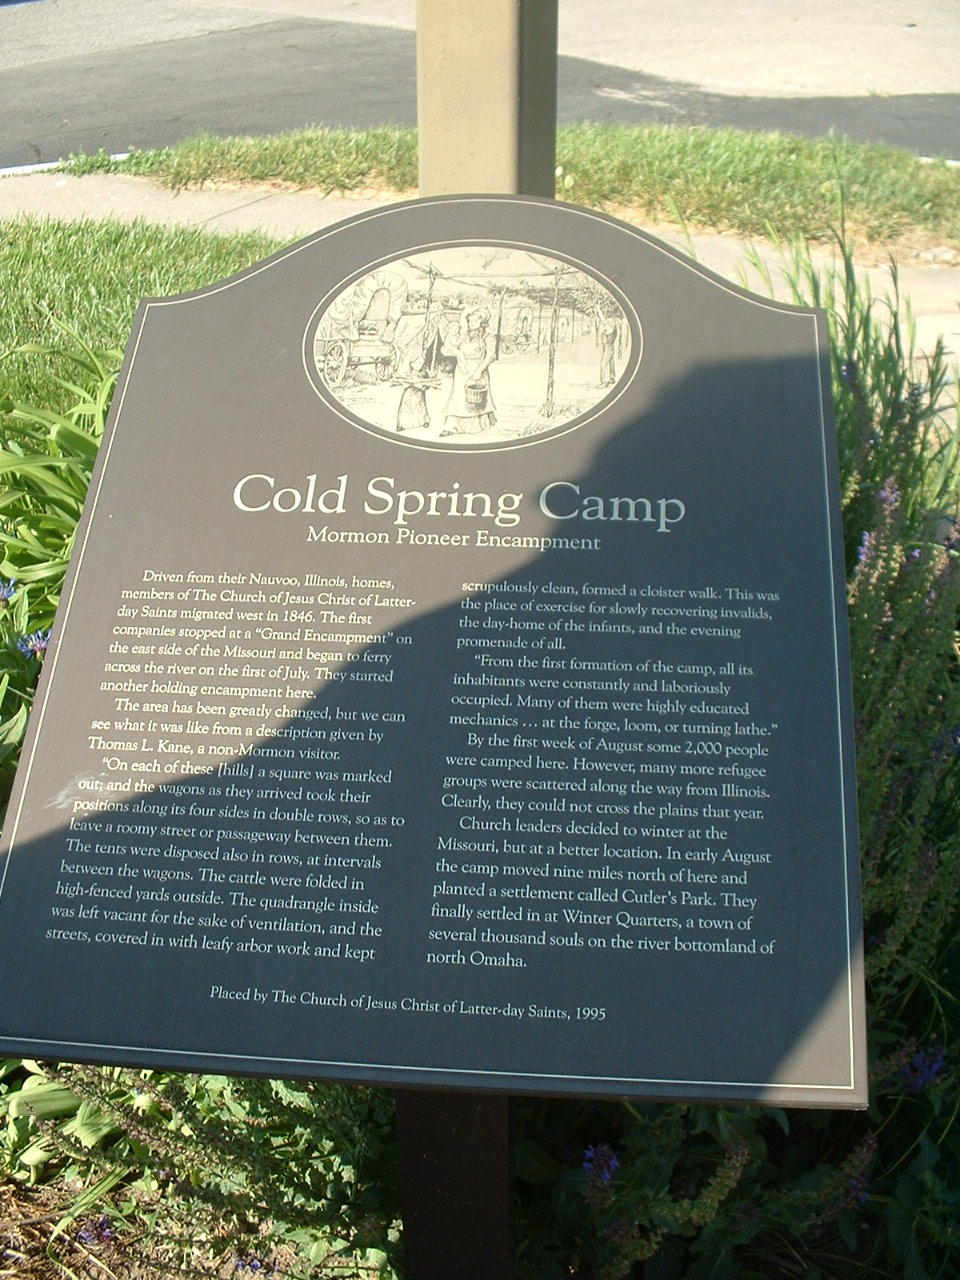 Cold Spring Camp
Mormon Pioneer Encampment
Driven from their Nauvoo, Illinois, homes,
members of The Church of Jesus Christ of Latter-
day Saints migrated west in 1846. The first
companies stopped at a “Grand Encampment” on
the east side of the Missouri and began to ferry
across the river on the first of July. They started
another holding encampment here.
The area has been greatly changed, but we can
see what it was like from a description given by
Thomas L. Kane, a non-Mormon visitor.
“On each of these [hills] a square was marked
out; and the wagons as they arrived took their
positions along its four sides in double rows, so as to
leave a roomy street or passageway between them.
The tents were disposed also in rows, at intervals
between the wagons. The cattle were folded in
high-fenced yards outside. The quadrangle inside
was left vacant for the sake of ventilation, and the
streets, covered in with leafy arbor work and kept
scrupulously clean, formed a cloister walk. This was
the place of exercise for slowly recovering invalids,
the day-home of the infants, and the evening
promenade of all.
“From the first formation of the camp, all its
inhabitants were constantly and laboriously
occupied. Many of them were highly educated
mechanics … at the forge, loom, or turning lathe.”
By the first week of August some 2,000 people
were camped here. However, many more refugee
groups were scattered along the way from Illinois.
Clearly, they could not cross the plains that year.
Church leaders decided to winter at the
Missouri, but at a better location. In early August
the camp moved nine miles north of here and
planted a settlement called Cutler’s Park. They
finally settled in at Winter Quarters, a town of
several thousand souls on the river bottomland of
north Omaha.
Placed by The Church of Jesus Christ of Latter-day Saints, 1995